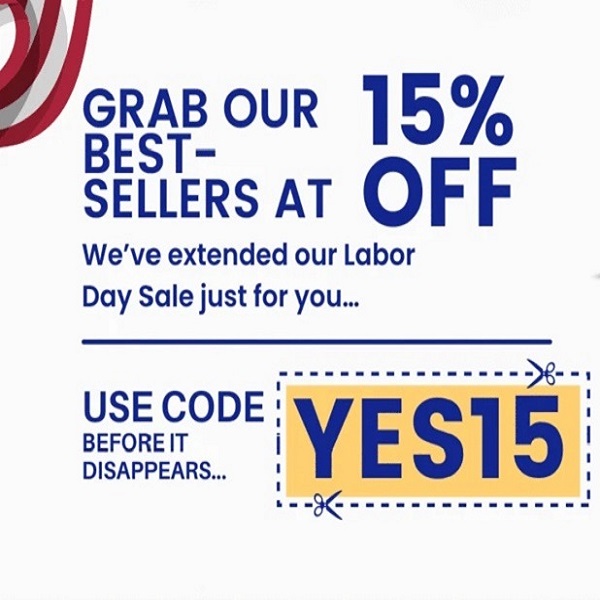 GRAB OUR
BEST-
SELLERS AT
15%
OFF
We've extended our Labor
Day Sale just for you...
USE CODE
BEFORE IT
DISAPPEARS...
YES15